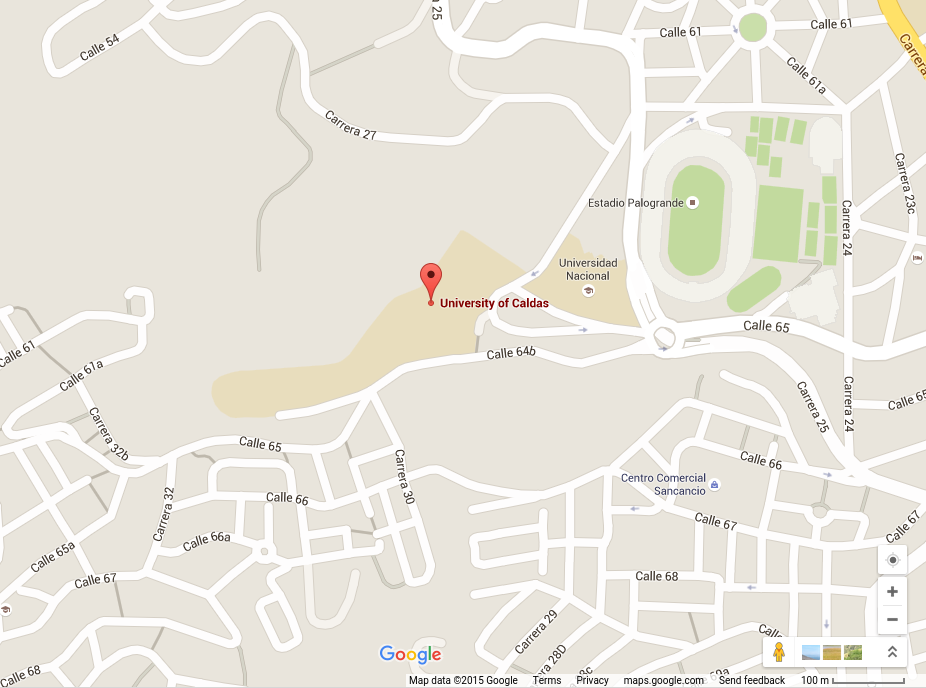 Calle 54
25
Calle 61
Calle 61
Carrera
Calle 61a
Carrera 27
Carrera 23c
Estadio Palogrande
Carrera 24
Universidad
Nacional
University of Caldas
Calle 65
Calle 61
Calle 64b
Calle 61a
Carrera 25
Carrera 24
Calle 65
Carrera 32b
Calle 65
Calle 66
Carrera 30
Centro Comercial
Sancancio
Carrera 32
Calle 66
Calle 67
Calle 67
Calle 66a
Calle 65a
Calle 67
Calle 68
Carrera 29
Calle
Carrera 28D
Calle 68
Google
Map data ©2015 Google Terms Privacy maps.google.com Send feedback 100 m